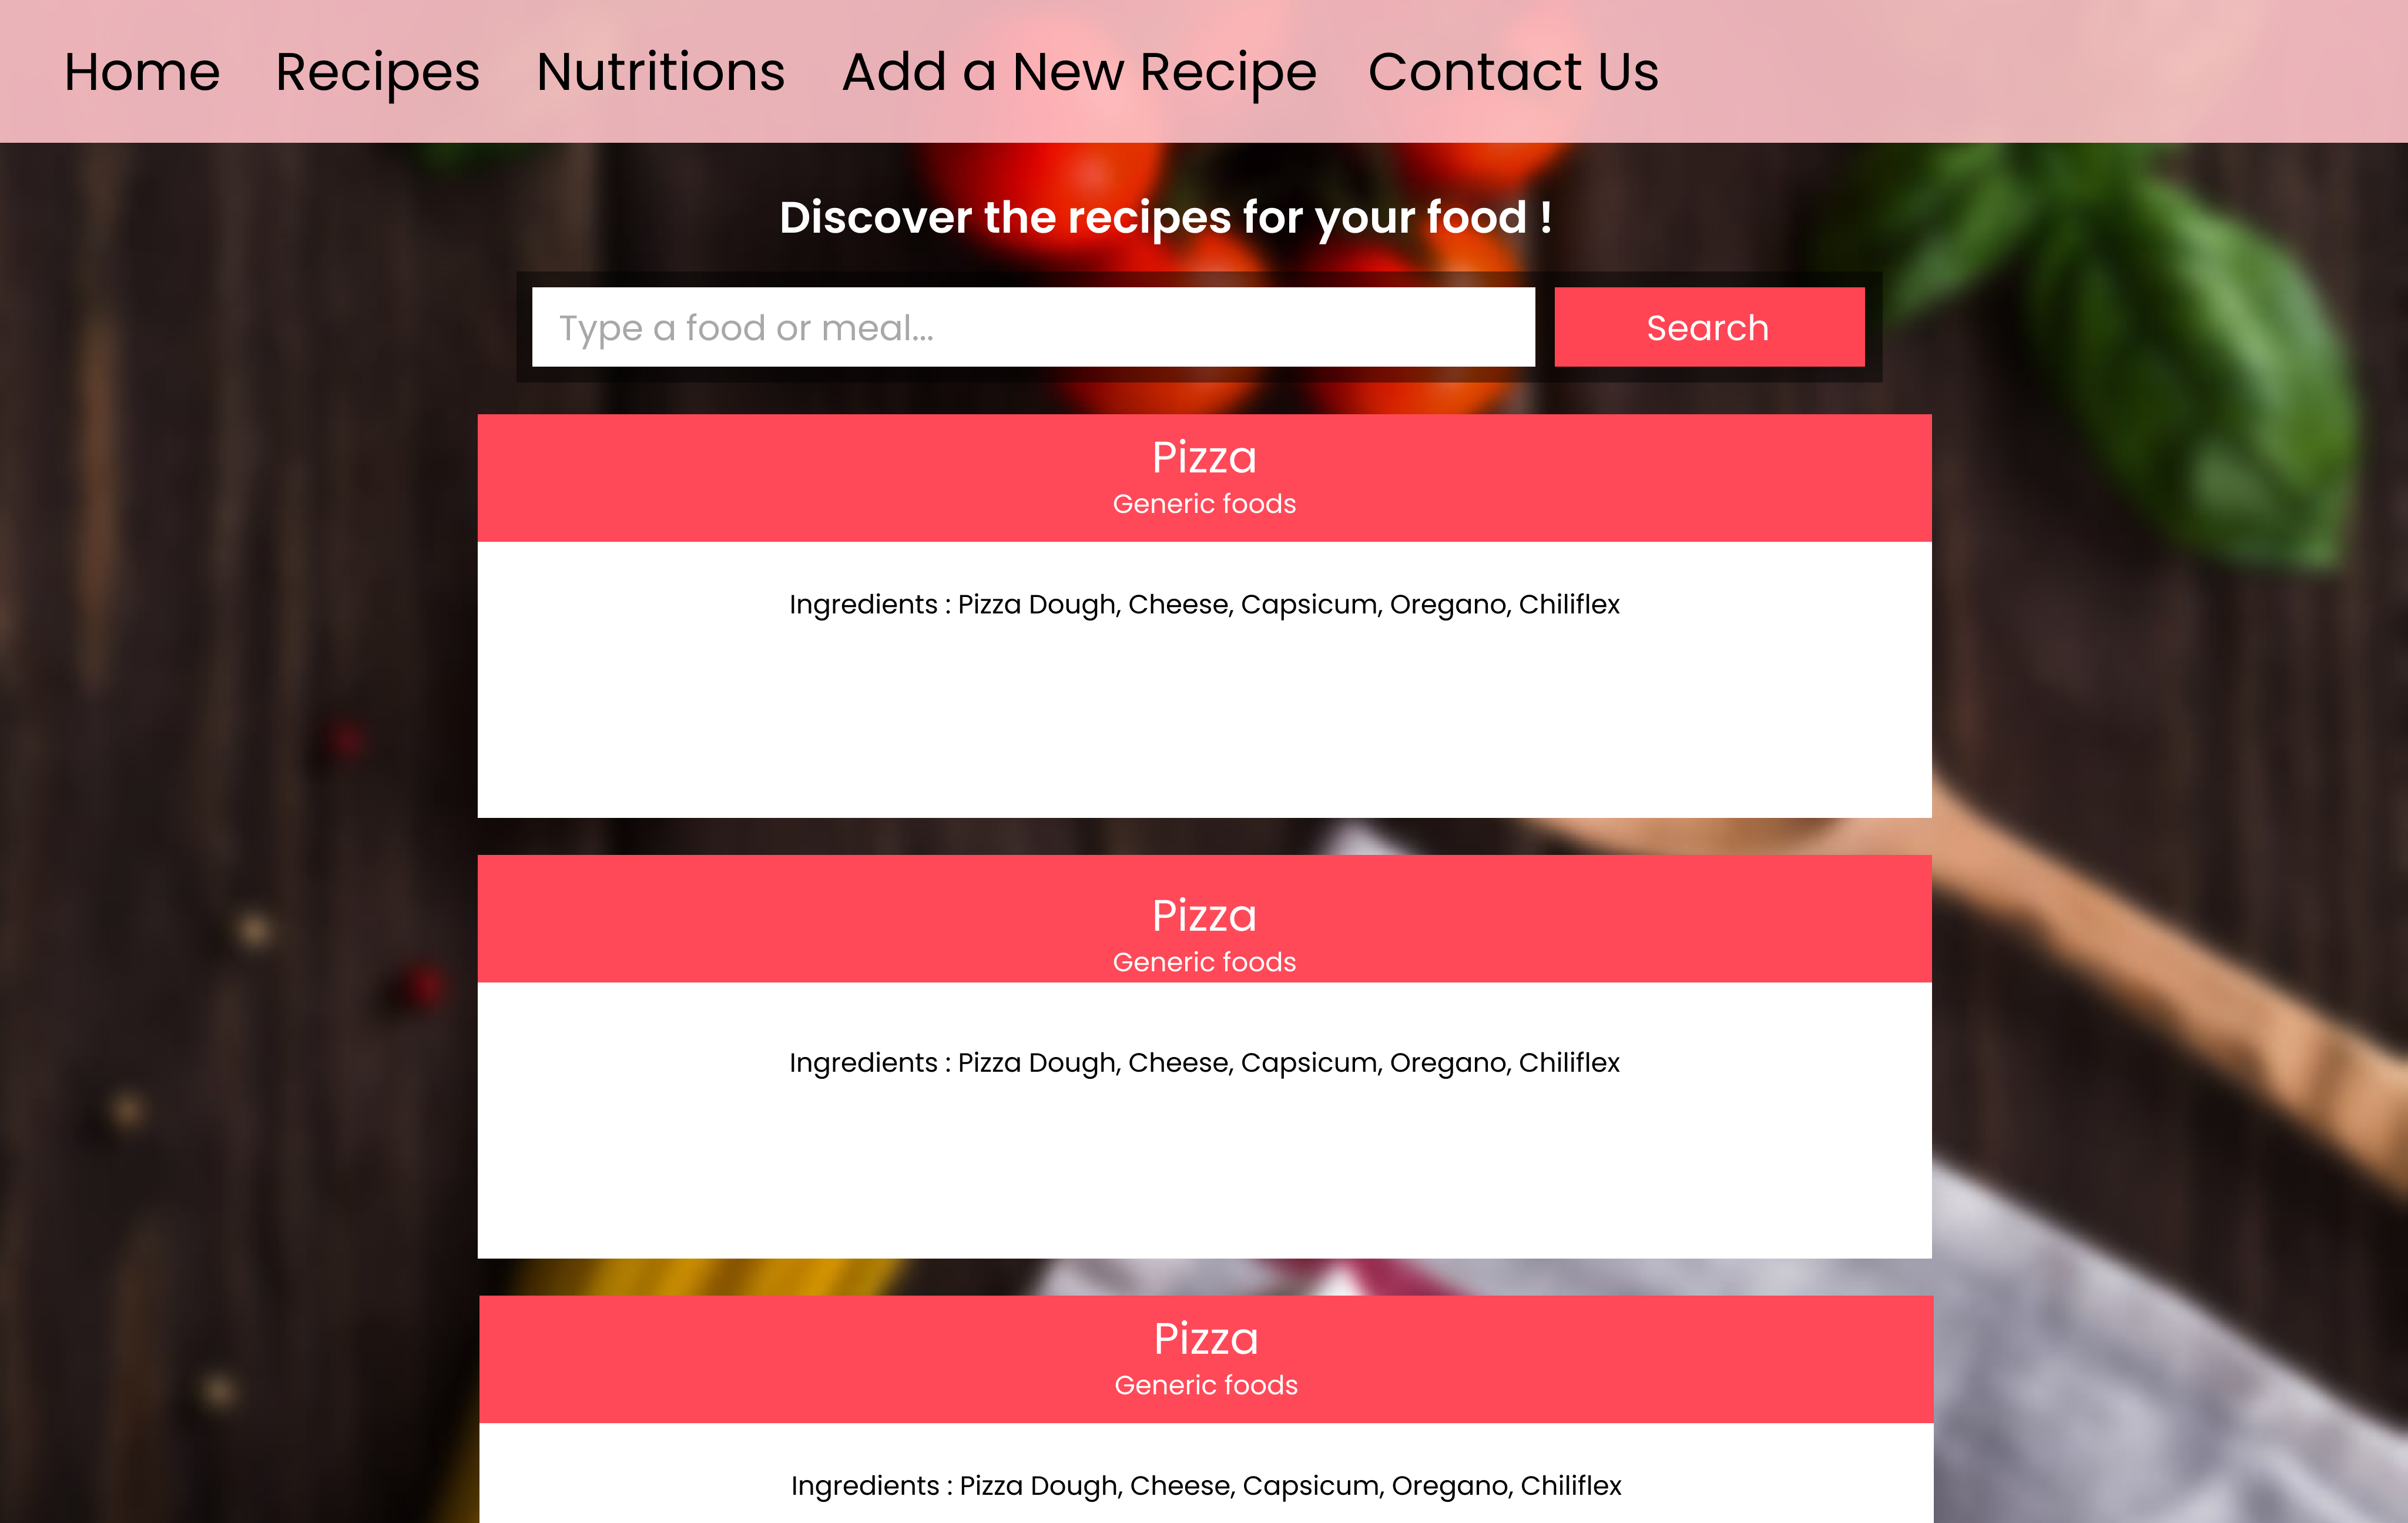 Home Recipes Nutritions Add a New Recipe Contact Us
Discover the recipes for your food !
Type a food or meal... Search
Pizza
Generic foods
Ingredients : Pizza Dough, Cheese, Capsicum, Oregano, Chiliflex
Pizza
Generic foods
Ingredients : Pizza Dough, Cheese, Capsicum, Oregano, Chiliflex
Pizza
Generic foods
Ingredients : Pizza Dough, Cheese, Capsicum, Oregano, Chiliflex